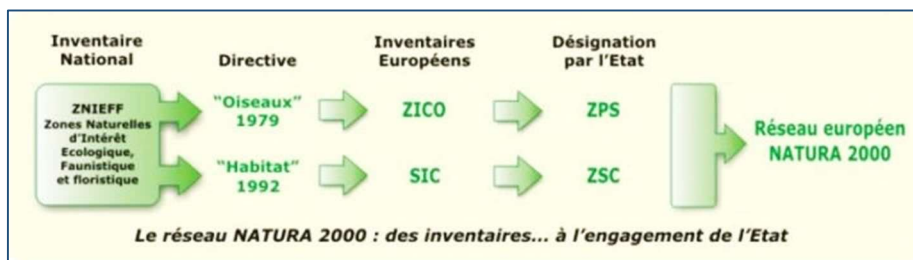 Inventaire
National
Directive
Inventaires
Européens
Désignation
par l'Etat
ZNIEFF
Zones Naturelles
d'Intérêt
Ecologique,
Faunistique
et floristique
"Oiseaux"
1979
ZICO
ZPS
"Habitat"
1992
SIC
ZSC
Réseau européen
NATURA 2000
Le réseau NATURA 2000 : des inventaires... à l'engagement de l'Etat